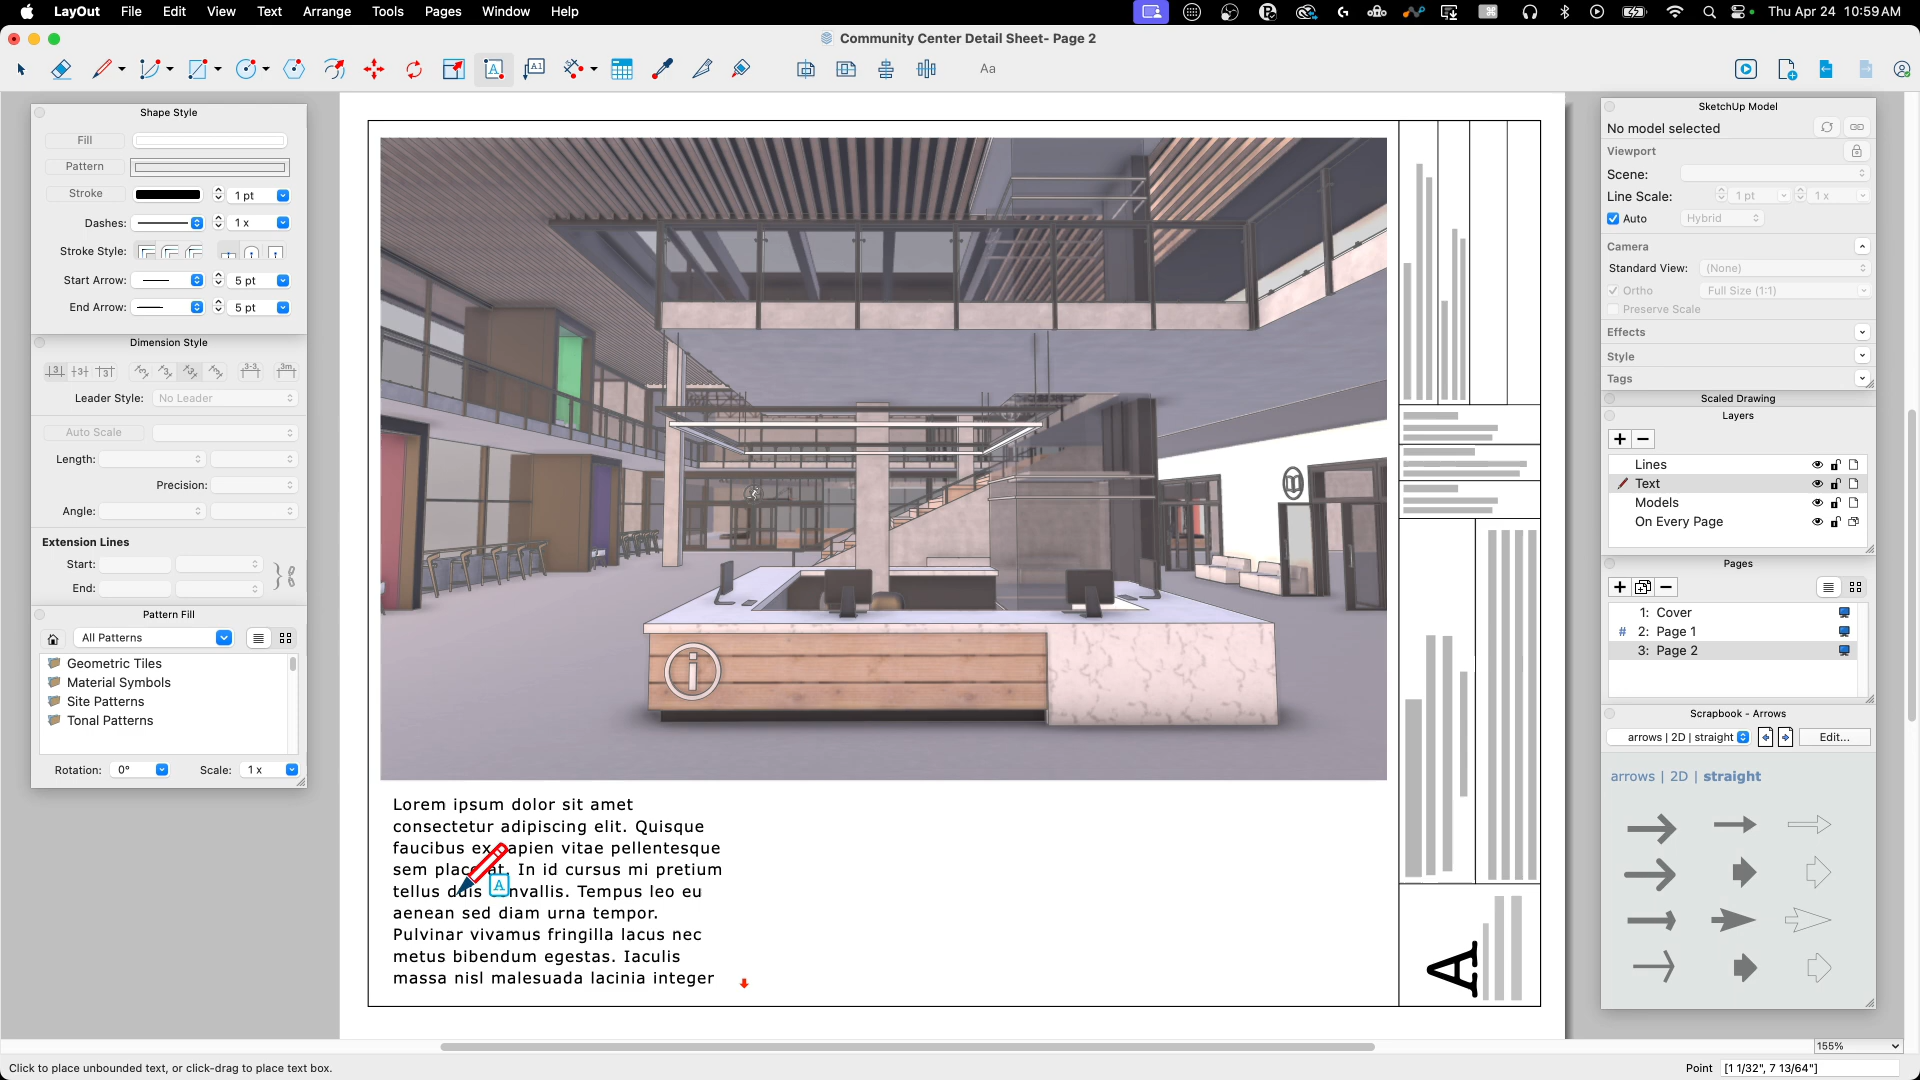 LayOut File Edit View Text Arrange Tools Pages Window Help
Thu Apr 24 10:59 AM
Community Center Detail Sheet- Page 2
A A1 Aa
Shape Style
Fill
Pattern
Stroke 1 pt
Dashes: 1 x
Stroke Style:
Start Arrow: 5 pt
End Arrow: 5 pt
Dimension Style
Leader Style: No Leader
Auto Scale
Length:
Precision:
Angle:
Extension Lines
Start:
End:
Pattern Fill
All Patterns
Geometric Tiles
Material Symbols
Site Patterns
Tonal Patterns
Rotation: 0° Scale: 1 x
Lorem ipsum dolor sit amet
consectetur adipiscing elit. Quisque
faucibus ex sapien vitae pellentesque
sem placerat. In id cursus mi pretium
tellus duis convallis. Tempus leo eu
aenean sed diam urna tempor.
Pulvinar vivamus fringilla lacus nec
metus bibendum egestas. Iaculis
massa nisl malesuada lacinia integer
A
A
SketchUp Model
No model selected
Viewport
Scene:
Line Scale: 1 pt 1 x
Auto Hybrid
Camera
Standard View: (None)
Ortho Full Size (1:1)
Preserve Scale
Effects
Style
Tags
Scaled Drawing
Layers
Lines
Text
Models
On Every Page
Pages
1: Cover
# 2: Page 1
3: Page 2
Scrapbook - Arrows
arrows | 2D | straight Edit...
arrows | 2D | straight
155%
Click to place unbounded text, or click-drag to place text box.
Point [1 1/32", 7 13/64"]